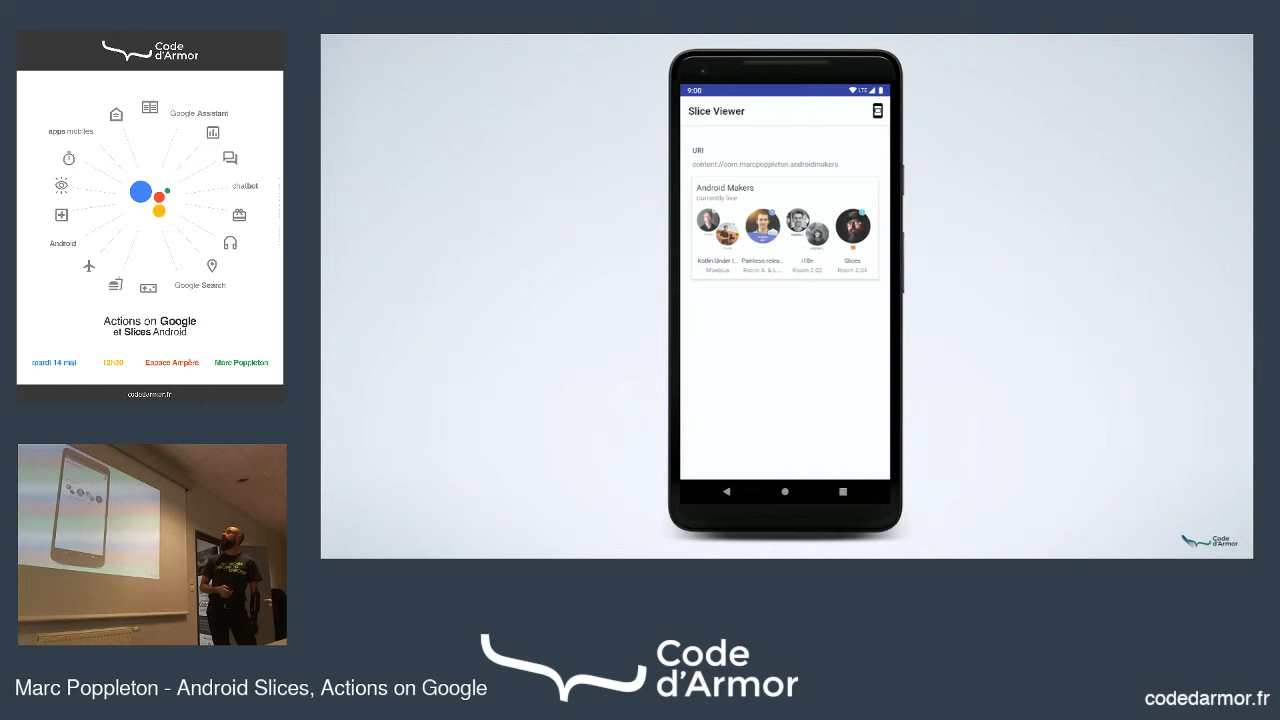 Code
d'Armor
Google Assistant
apps mobiles
chatbot
Android
Google Search
Actions on Google
et Slices Android
mardi 14 mai
12h30
Espace Ampère
Marc Poppleton
codedarmor.fr
9:00
LTE
Slice Viewer
URI
content://com.marcpoppleton.androidmakers
Android Makers
currently live
Kotlin Under t...
Painless relea...
i18n
Slices
Moebius
Room A. & L...
Room 2.02
Room 2.04
Code
d'Armor
Code
d'Armor
Marc Poppleton - Android Slices, Actions on Google
codedarmor.fr